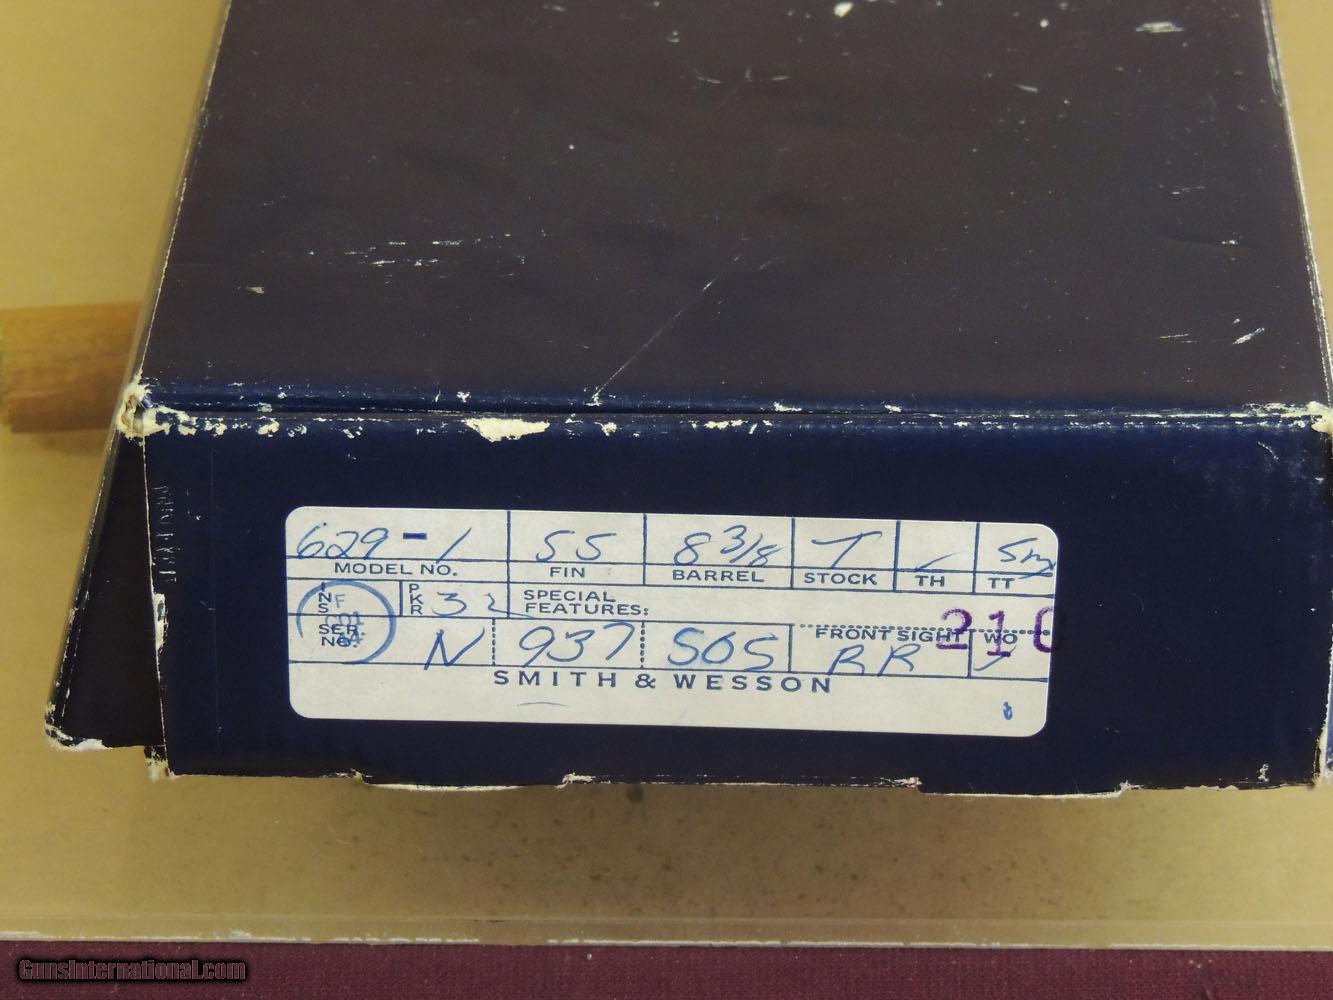 629-1 SS 8 3/8 T / Sm
MODEL NO. FIN BARREL STOCK TH TT
INS PKR 32 SPECIAL FEATURES:
SER. NO. N 937 505 FRONT SIGHT RR WO
210
SMITH & WESSON
GunsInternational.com